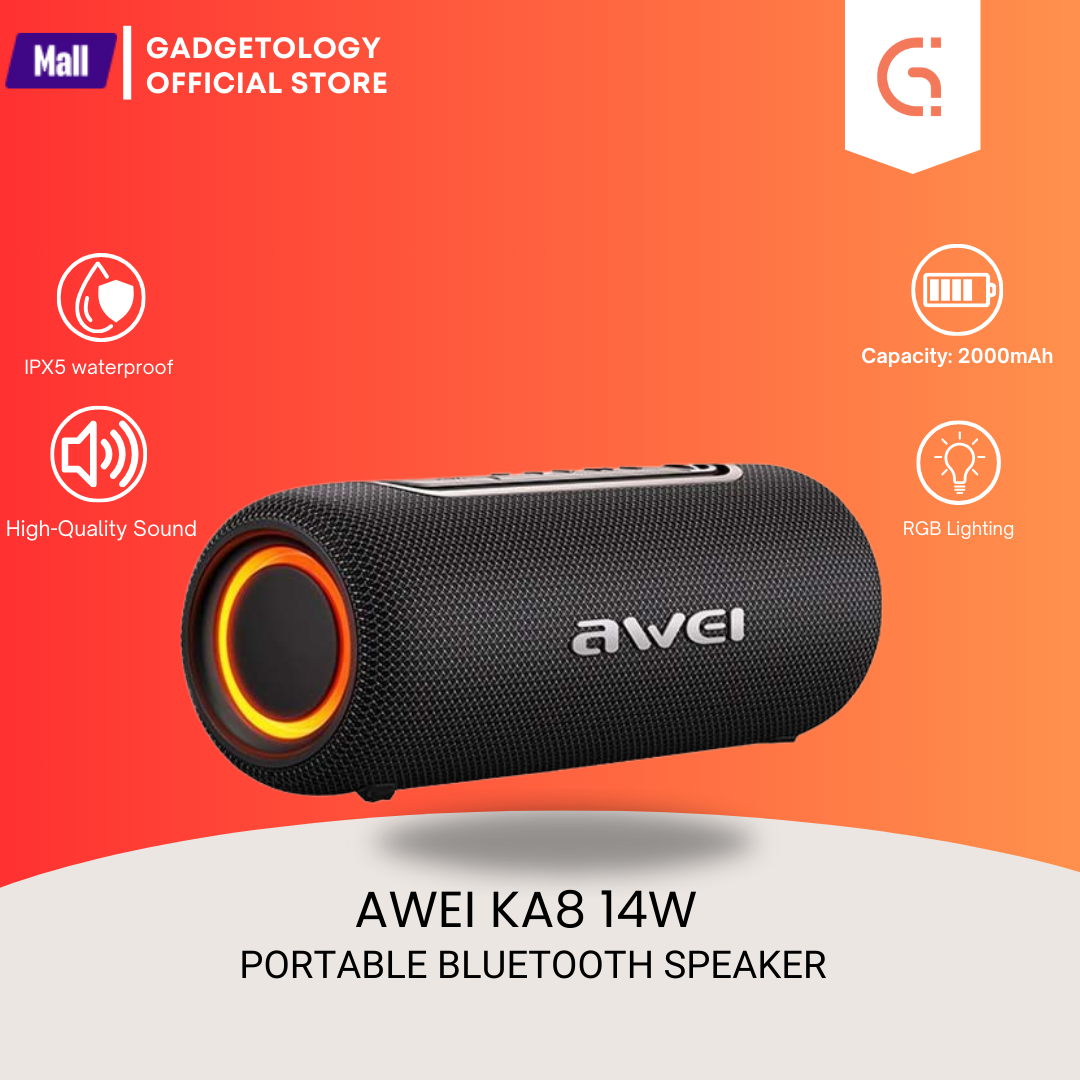 Mall
GADGETOLOGY
OFFICIAL STORE
IPX5 waterproof
Capacity: 2000mAh
High-Quality Sound
RGB Lighting
aweı
AWEI KA8 14W
PORTABLE BLUETOOTH SPEAKER